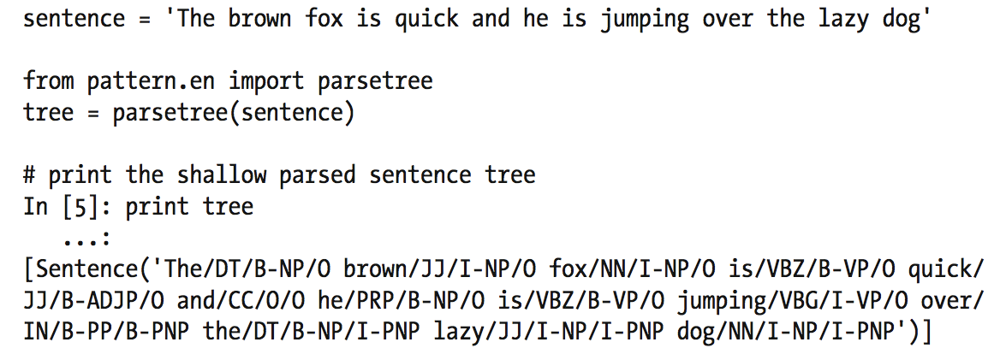 sentence = 'The brown fox is quick and he is jumping over the lazy dog'
from pattern.en import parsetree
tree = parsetree(sentence)
# print the shallow parsed sentence tree
In [5]: print tree
...:
[Sentence('The/DT/B-NP/O brown/JJ/I-NP/O fox/NN/I-NP/O is/VBZ/B-VP/O quick/
JJ/B-ADJP/O and/CC/O/O he/PRP/B-NP/O is/VBZ/B-VP/O jumping/VBG/I-VP/O over/
IN/B-PP/B-PNP the/DT/B-NP/I-PNP lazy/JJ/I-NP/I-PNP dog/NN/I-NP/I-PNP')]